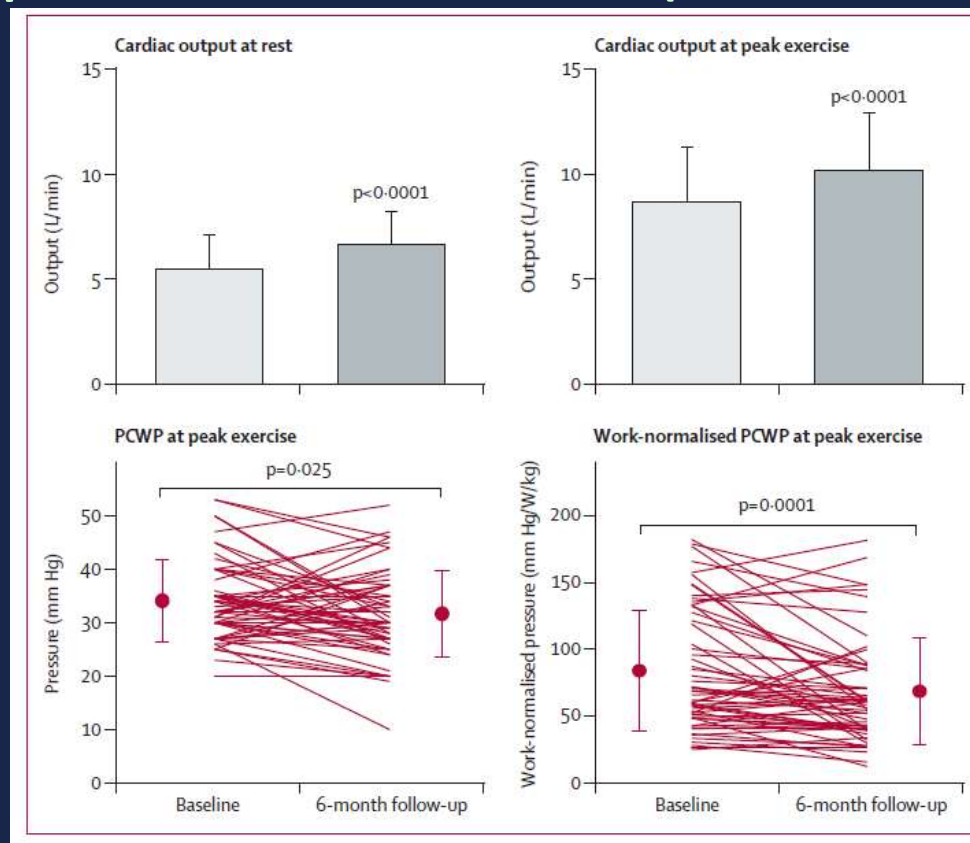 Cardiac output at rest
15
10
5
0
Output (L/min)
p<0·0001
Cardiac output at peak exercise
15
10
5
0
Output (L/min)
p<0·0001
PCWP at peak exercise
p=0·025
50
40
30
20
10
0
Pressure (mm Hg)
Baseline
6-month follow-up
Work-normalised PCWP at peak exercise
p=0·0001
200
150
100
50
0
Work-normalised pressure (mm Hg/W/kg)
Baseline
6-month follow-up